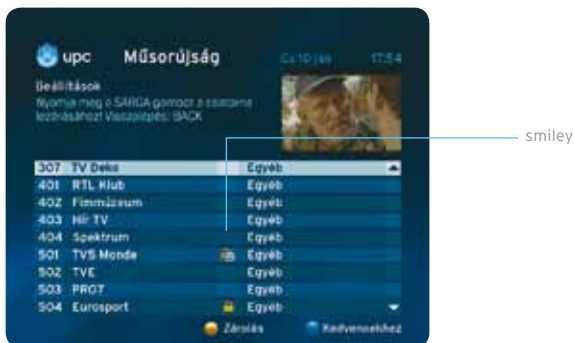 upc Műsorújság Cs 10 jan 17:54
Beállítások
Nyomja meg a SÁRGA gombot a csatorna
lezárásához! Visszalépés: BACK
smiley
307 TV Deko Egyéb
401 RTL Klub Egyéb
402 Filmmúzeum Egyéb
403 Hír TV Egyéb
404 Spektrum Egyéb
501 TV5 Monde Egyéb
502 TVE Egyéb
503 PRO7 Egyéb
504 Eurosport Egyéb
Zárolás Kedvencekhez